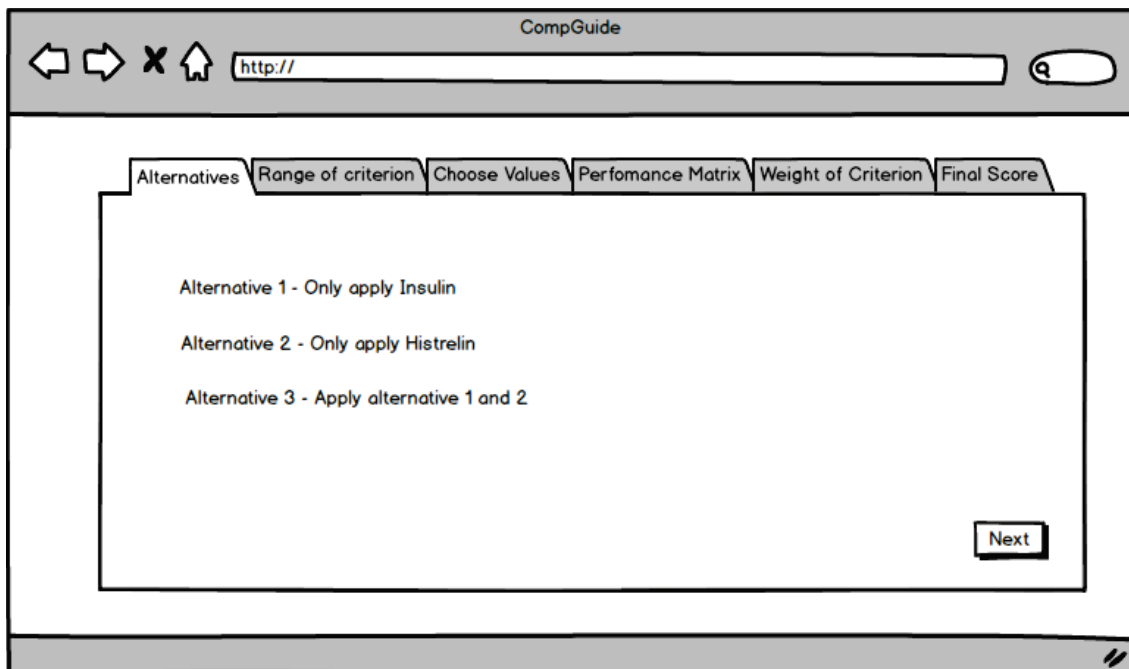 CompGuide
http://
Alternatives Range of criterion Choose Values Perfomance Matrix Weight of Criterion Final Score
Alternative 1 - Only apply Insulin
Alternative 2 - Only apply Histrelin
Alternative 3 - Apply alternative 1 and 2
Next